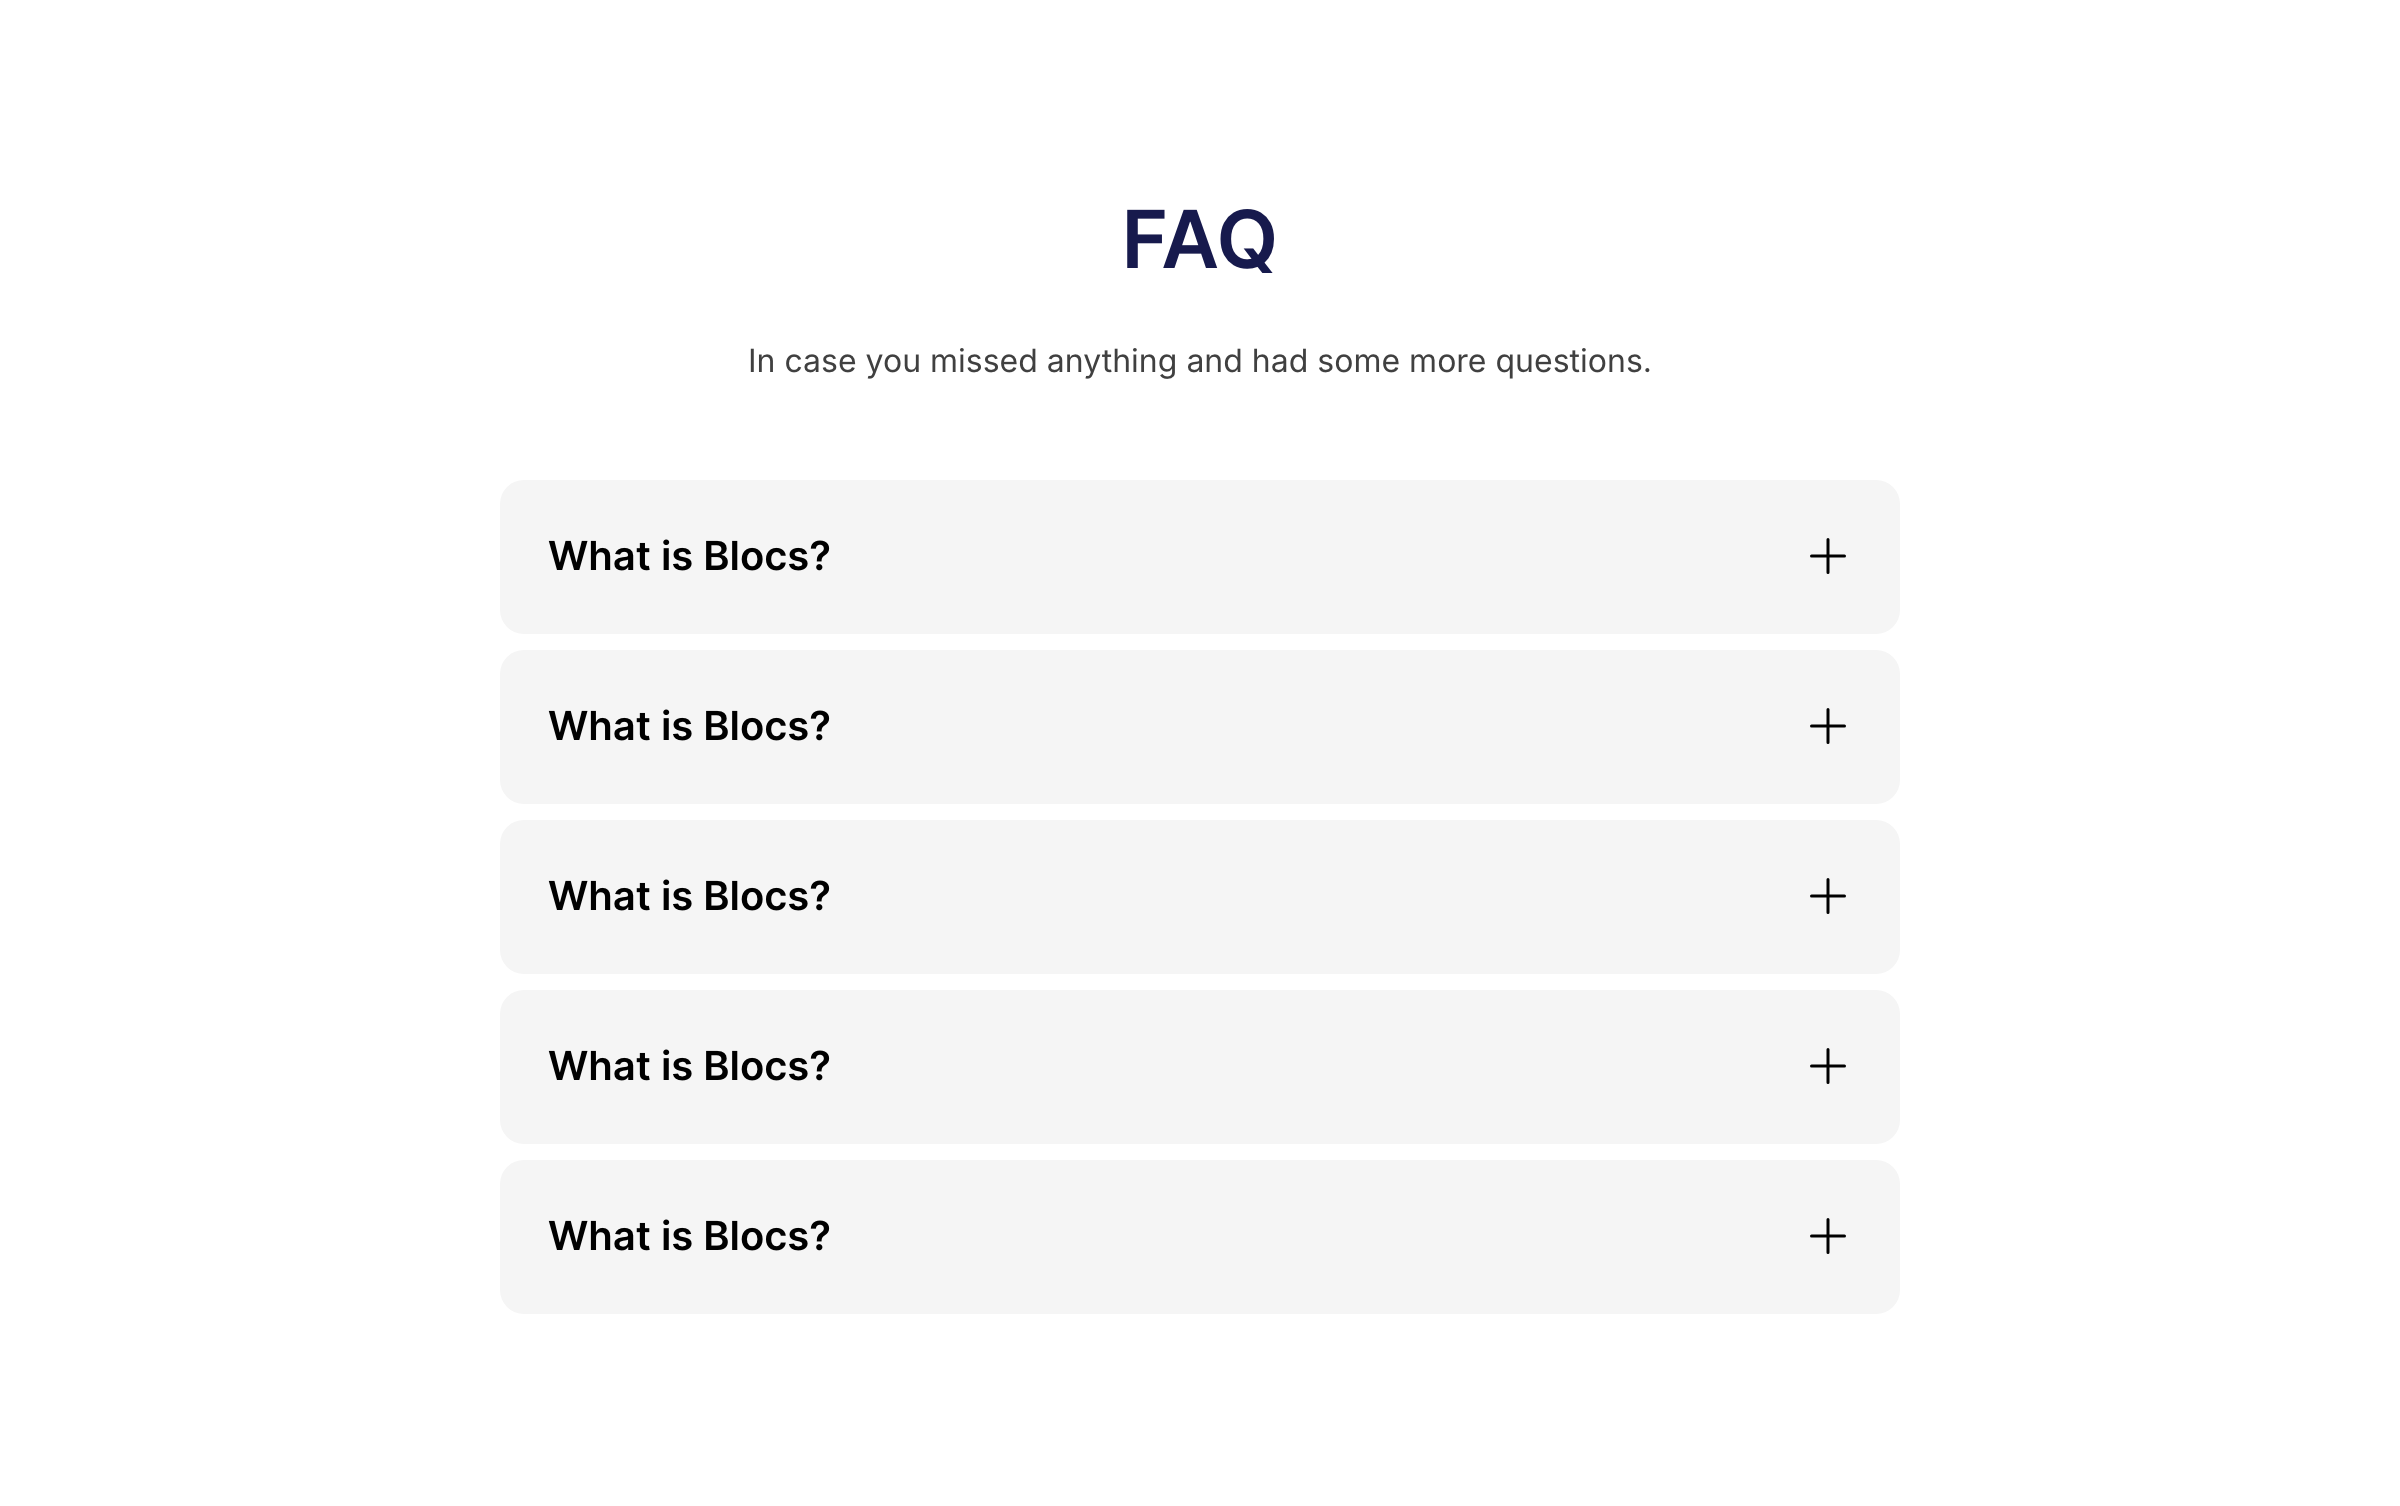 FAQ
In case you missed anything and had some more questions.
What is Blocs?
What is Blocs?
What is Blocs?
What is Blocs?
What is Blocs?